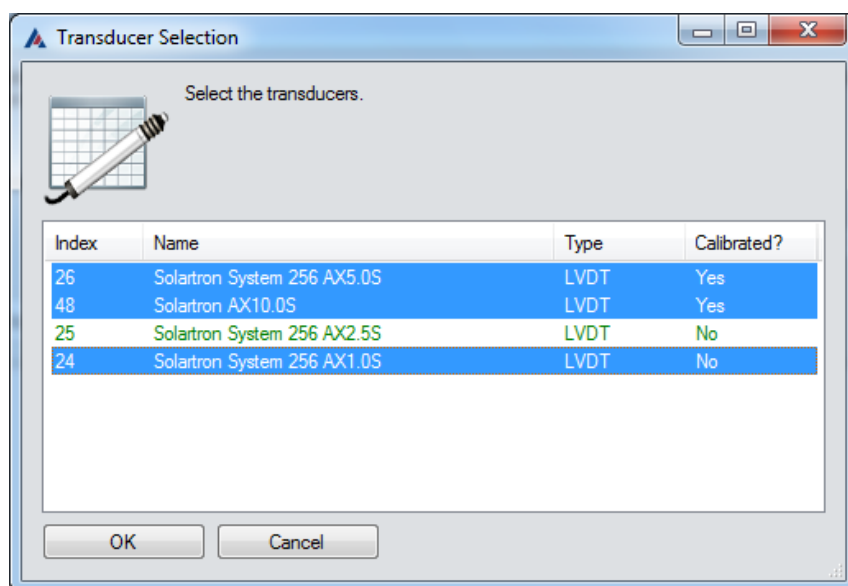 Transducer Selection
Select the transducers.
Index Name Type Calibrated?
26 Solartron System 256 AX5.0S LVDT Yes
48 Solartron AX10.0S LVDT Yes
25 Solartron System 256 AX2.5S LVDT No
24 Solartron System 256 AX1.0S LVDT No
OK Cancel